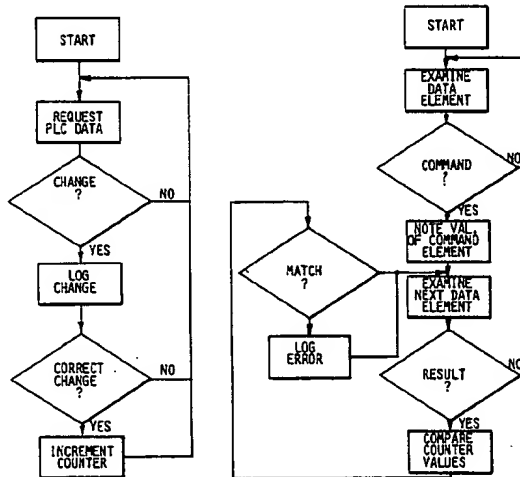 START
REQUEST
PLC DATA
CHANGE
?
NO
YES
LOG
CHANGE
CORRECT
CHANGE
?
NO
YES
INCREMENT
COUNTER
START
EXAMINE
DATA
ELEMENT
COMMAND
?
NO
YES
NOTE VAL.
OF COMMAND
ELEMENT
MATCH
?
LOG
ERROR
EXAMINE
NEXT DATA
ELEMENT
RESULT
?
NO
YES
COMPARE
COUNTER
VALUES